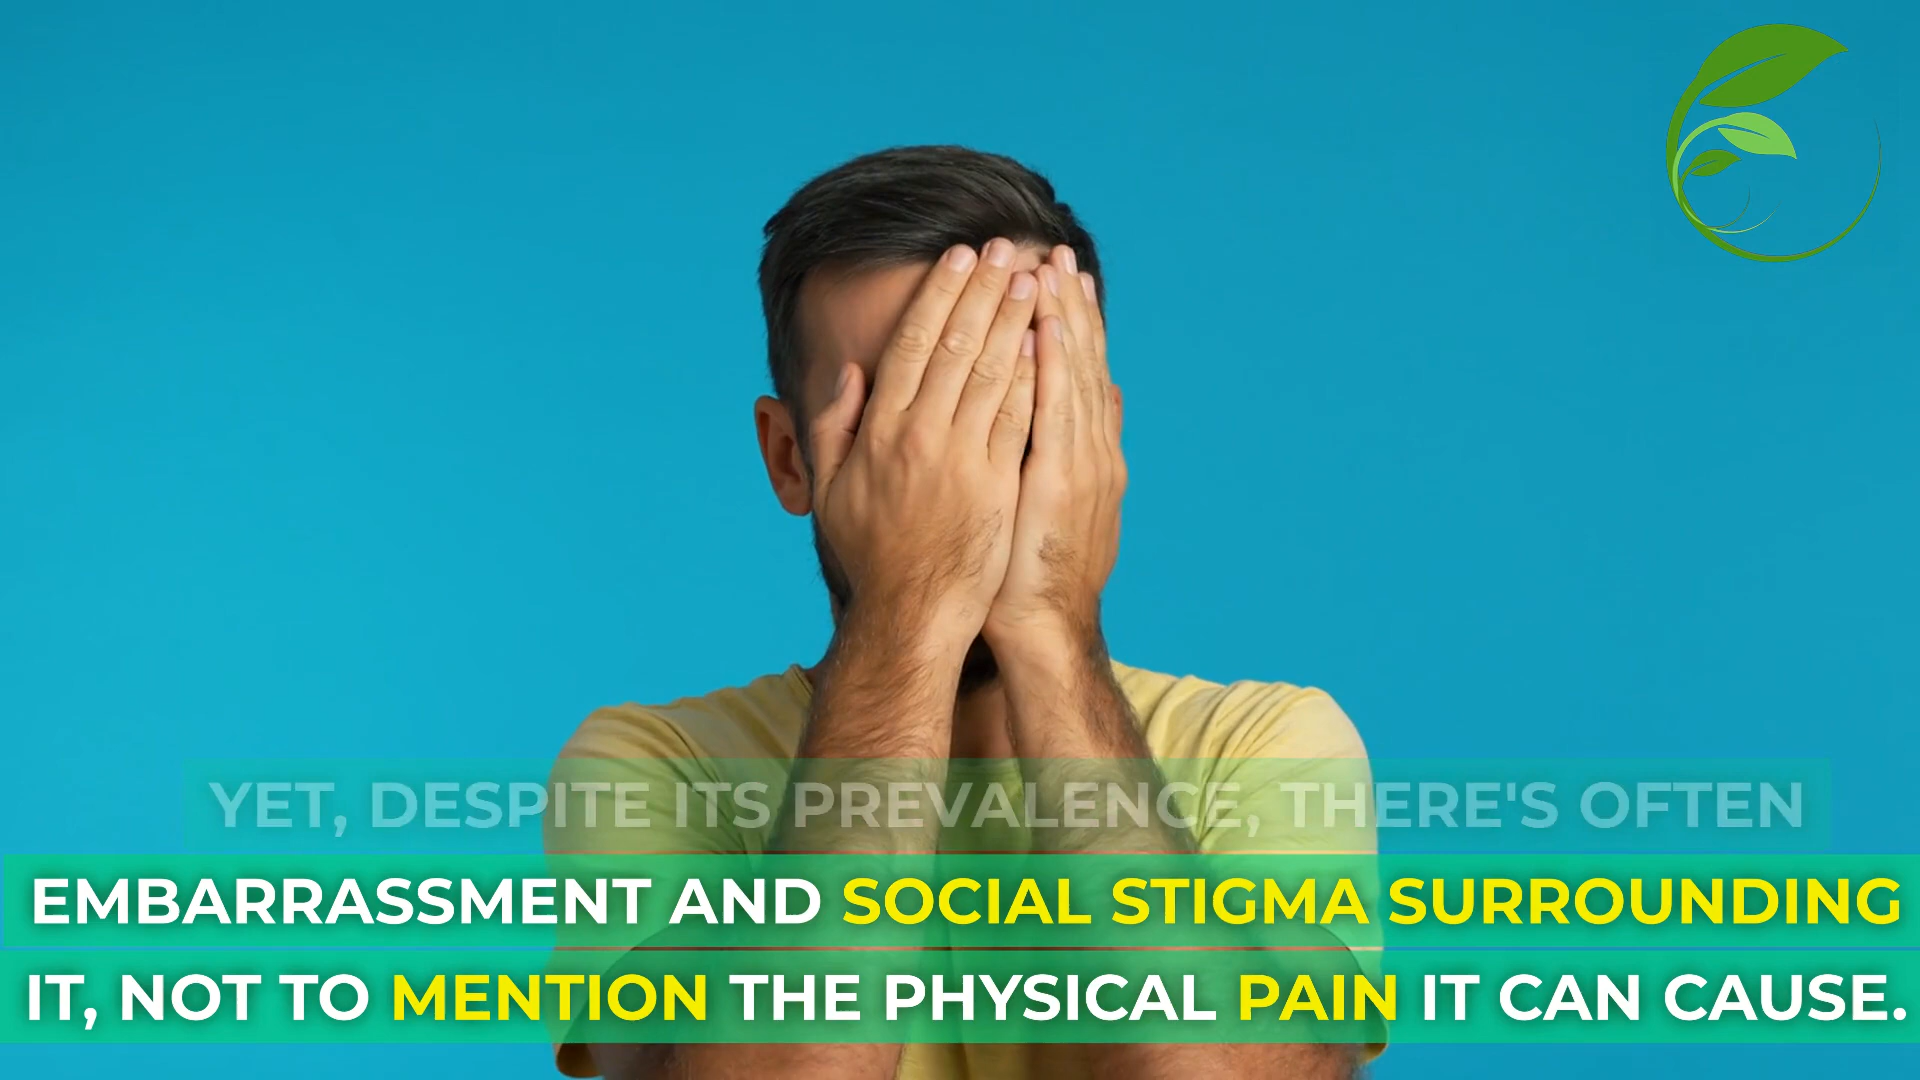 YET, DESPITE ITS PREVALENCE, THERE'S OFTEN
EMBARRASSMENT AND SOCIAL STIGMA SURROUNDING
IT, NOT TO MENTION THE PHYSICAL PAIN IT CAN CAUSE.